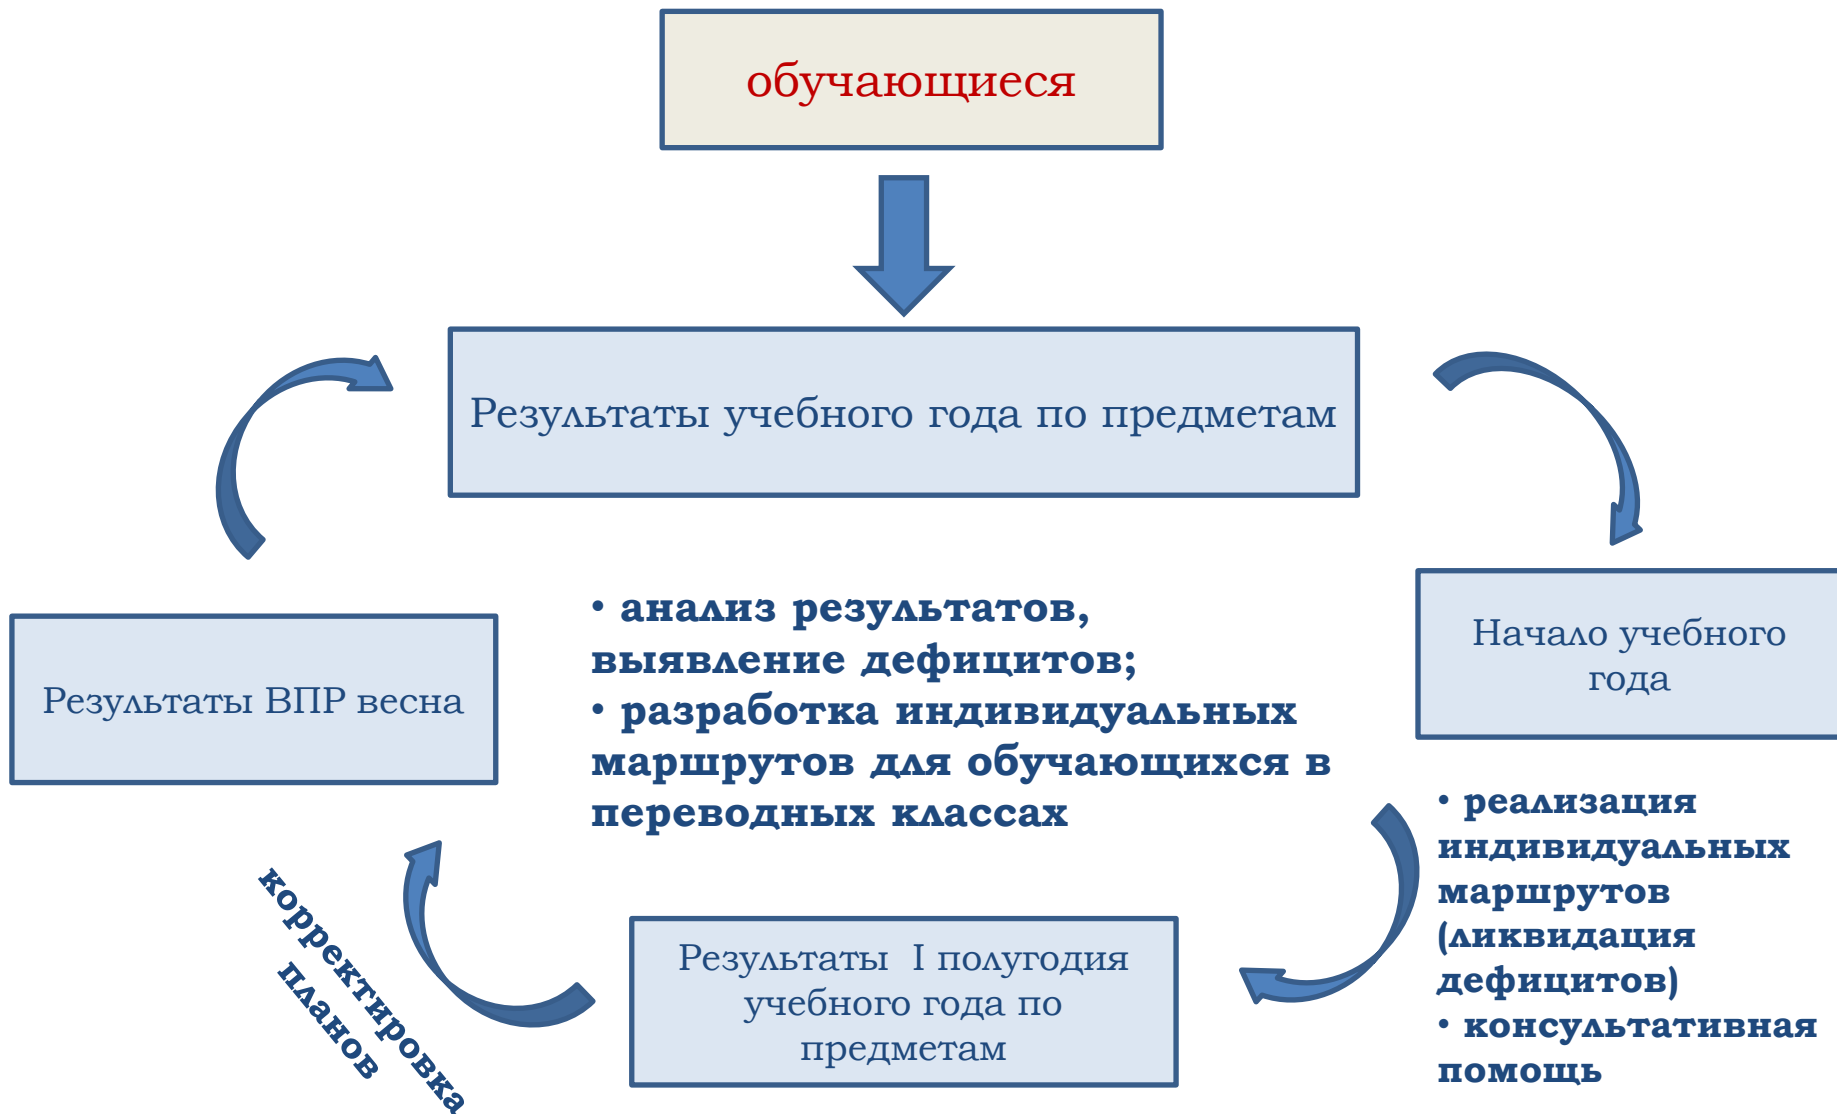 обучающиеся
Результаты учебного года по предметам
Результаты ВПР весна
• анализ результатов,
выявление дефицитов;
• разработка индивидуальных
маршрутов для обучающихся в
переводных классах
Начало учебного
года
• реализация
индивидуальных
маршрутов
(ликвидация
дефицитов)
• консультативная
помощь
Результаты  I полугодия
учебного года по
предметам
корректировка
планов